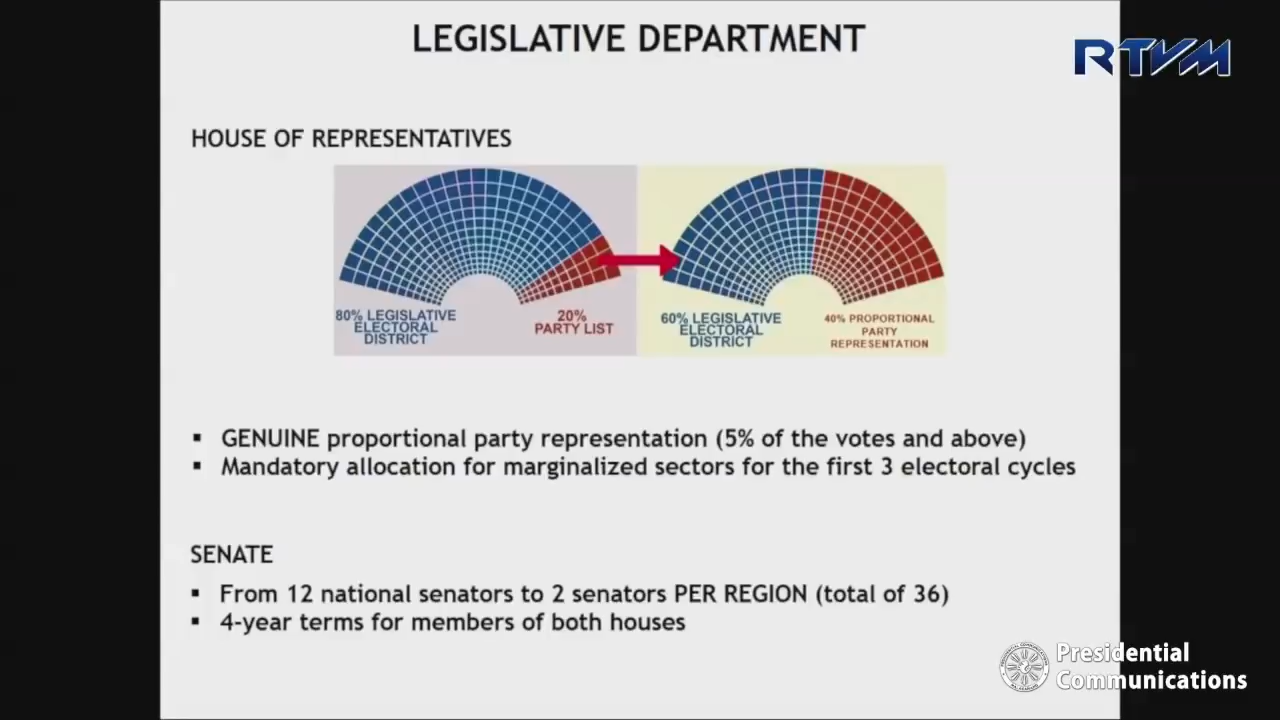 LEGISLATIVE DEPARTMENT
RTVM
HOUSE OF REPRESENTATIVES
80% LEGISLATIVE
ELECTORAL
DISTRICT
20%
PARTY LIST
60% LEGISLATIVE
ELECTORAL
DISTRICT
40% PROPORTIONAL
PARTY
REPRESENTATION
▪ GENUINE proportional party representation (5% of the votes and above)
▪ Mandatory allocation for marginalized sectors for the first 3 electoral cycles
SENATE
▪ From 12 national senators to 2 senators PER REGION (total of 36)
▪ 4-year terms for members of both houses
Presidential
Communications